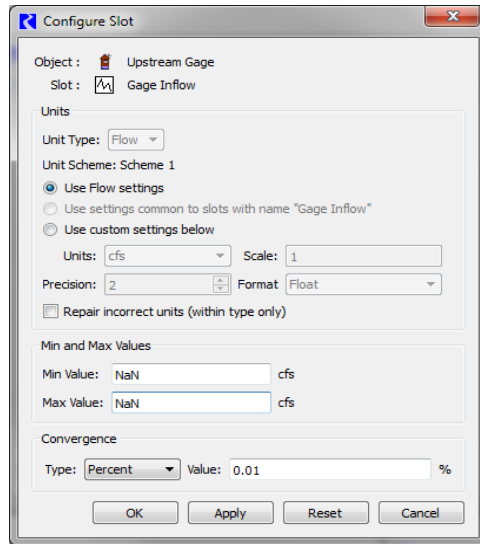 Configure Slot
Object : Upstream Gage
Slot : Gage Inflow
Units
Unit Type: Flow
Unit Scheme: Scheme 1
Use Flow settings
Use settings common to slots with name "Gage Inflow"
Use custom settings below
Units: cfs Scale: 1
Precision: 2 Format Float
Repair incorrect units (within type only)
Min and Max Values
Min Value: NaN cfs
Max Value: NaN cfs
Convergence
Type: Percent Value: 0.01 %
OK Apply Reset Cancel